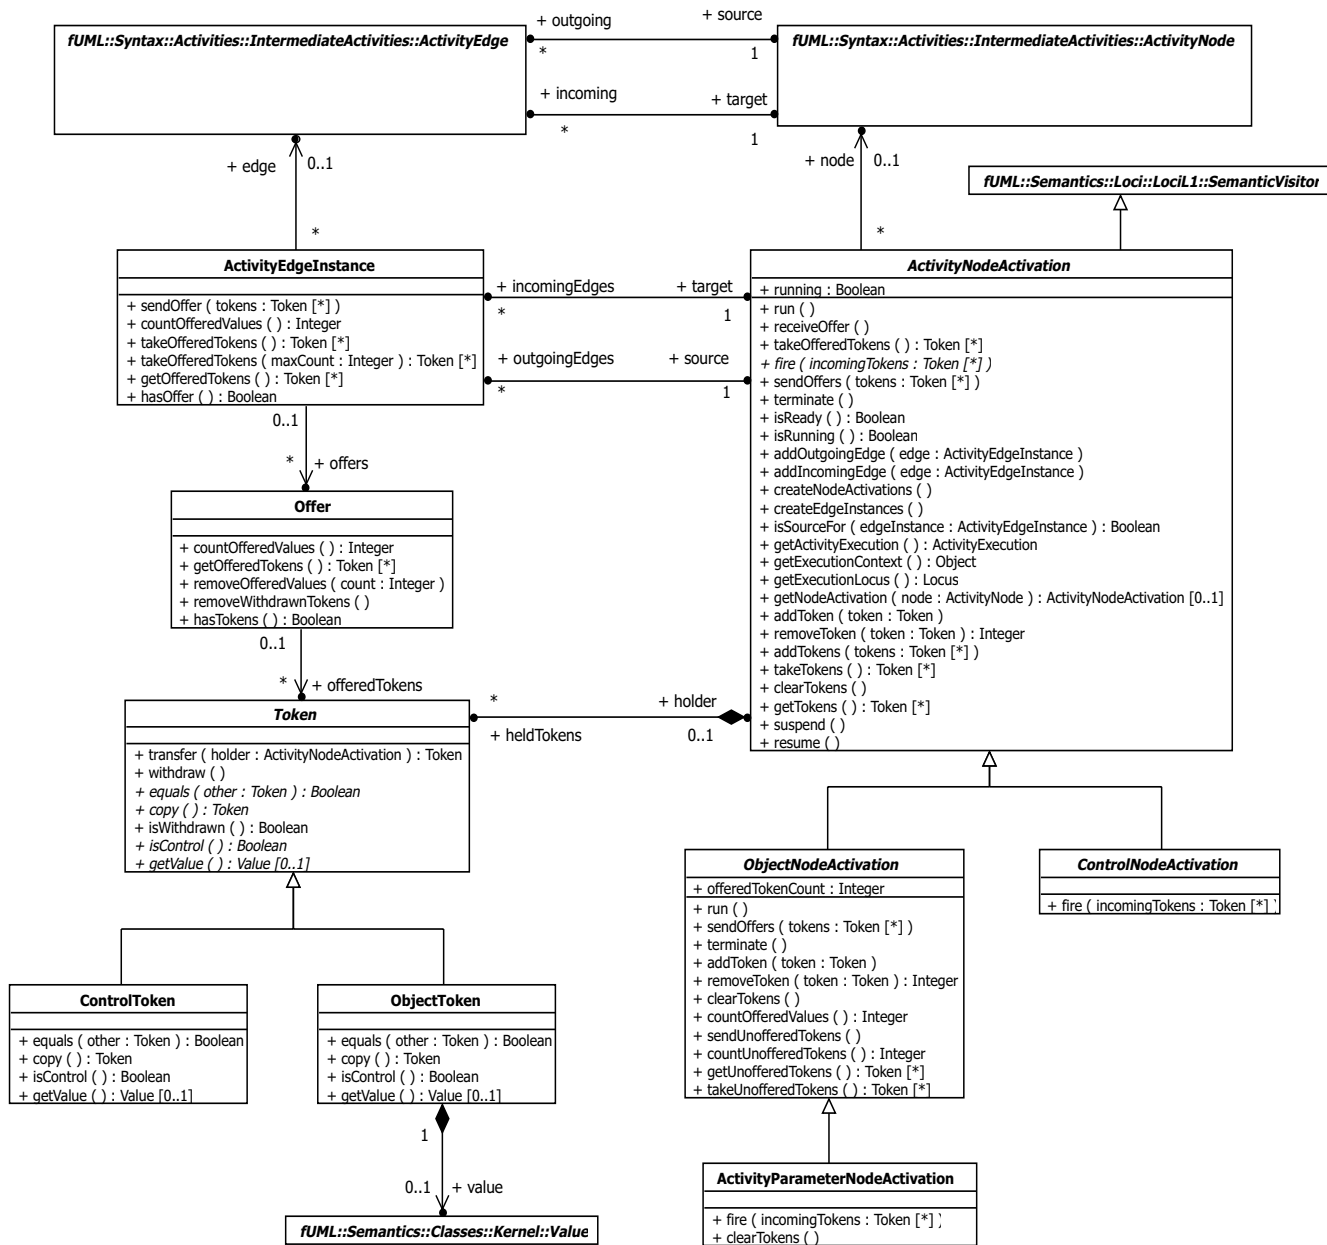 + outgoing
+ source
fUML::Syntax::Activities::IntermediateActivities::ActivityEdge
*
1
fUML::Syntax::Activities::IntermediateActivities::ActivityNode
+ incoming
+ target
*
1
+ edge
0..1
*
+ node
0..1
*
fUML::Semantics::Loci::LociL1::SemanticVisitor
ActivityEdgeInstance
+ sendOffer ( tokens : Token [*] )
+ countOfferedValues ( ) : Integer
+ takeOfferedTokens ( ) : Token [*]
+ takeOfferedTokens ( maxCount : Integer ) : Token [*]
+ getOfferedTokens ( ) : Token [*]
+ hasOffer ( ) : Boolean
+ incomingEdges
+ target
*
1
+ outgoingEdges
+ source
*
1
ActivityNodeActivation
+ running : Boolean
+ run ( )
+ receiveOffer ( )
+ takeOfferedTokens ( ) : Token [*]
+ fire ( incomingTokens : Token [*] )
+ sendOffers ( tokens : Token [*] )
+ terminate ( )
+ isReady ( ) : Boolean
+ isRunning ( ) : Boolean
+ addOutgoingEdge ( edge : ActivityEdgeInstance )
+ addIncomingEdge ( edge : ActivityEdgeInstance )
+ createNodeActivations ( )
+ createEdgeInstances ( )
+ isSourceFor ( edgeInstance : ActivityEdgeInstance ) : Boolean
+ getActivityExecution ( ) : ActivityExecution
+ getExecutionContext ( ) : Object
+ getExecutionLocus ( ) : Locus
+ getNodeActivation ( node : ActivityNode ) : ActivityNodeActivation [0..1]
+ addToken ( token : Token )
+ removeToken ( token : Token ) : Integer
+ addTokens ( tokens : Token [*] )
+ takeTokens ( ) : Token [*]
+ clearTokens ( )
+ getTokens ( ) : Token [*]
+ suspend ( )
+ resume ( )
0..1
*
+ offers
Offer
+ countOfferedValues ( ) : Integer
+ getOfferedTokens ( ) : Token [*]
+ removeOfferedValues ( count : Integer )
+ removeWithdrawnTokens ( )
+ hasTokens ( ) : Boolean
0..1
*
+ offeredTokens
*
+ heldTokens
+ holder
0..1
Token
+ transfer ( holder : ActivityNodeActivation ) : Token
+ withdraw ( )
+ equals ( other : Token ) : Boolean
+ copy ( ) : Token
+ isWithdrawn ( ) : Boolean
+ isControl ( ) : Boolean
+ getValue ( ) : Value [0..1]
ControlToken
+ equals ( other : Token ) : Boolean
+ copy ( ) : Token
+ isControl ( ) : Boolean
+ getValue ( ) : Value [0..1]
ObjectToken
+ equals ( other : Token ) : Boolean
+ copy ( ) : Token
+ isControl ( ) : Boolean
+ getValue ( ) : Value [0..1]
1
0..1
+ value
fUML::Semantics::Classes::Kernel::Value
ObjectNodeActivation
+ offeredTokenCount : Integer
+ run ( )
+ sendOffers ( tokens : Token [*] )
+ terminate ( )
+ addToken ( token : Token )
+ removeToken ( token : Token ) : Integer
+ clearTokens ( )
+ countOfferedValues ( ) : Integer
+ sendUnofferedTokens ( )
+ countUnofferedTokens ( ) : Integer
+ getUnofferedTokens ( ) : Token [*]
+ takeUnofferedTokens ( ) : Token [*]
ControlNodeActivation
+ fire ( incomingTokens : Token [*] )
ActivityParameterNodeActivation
+ fire ( incomingTokens : Token [*] )
+ clearTokens ( )